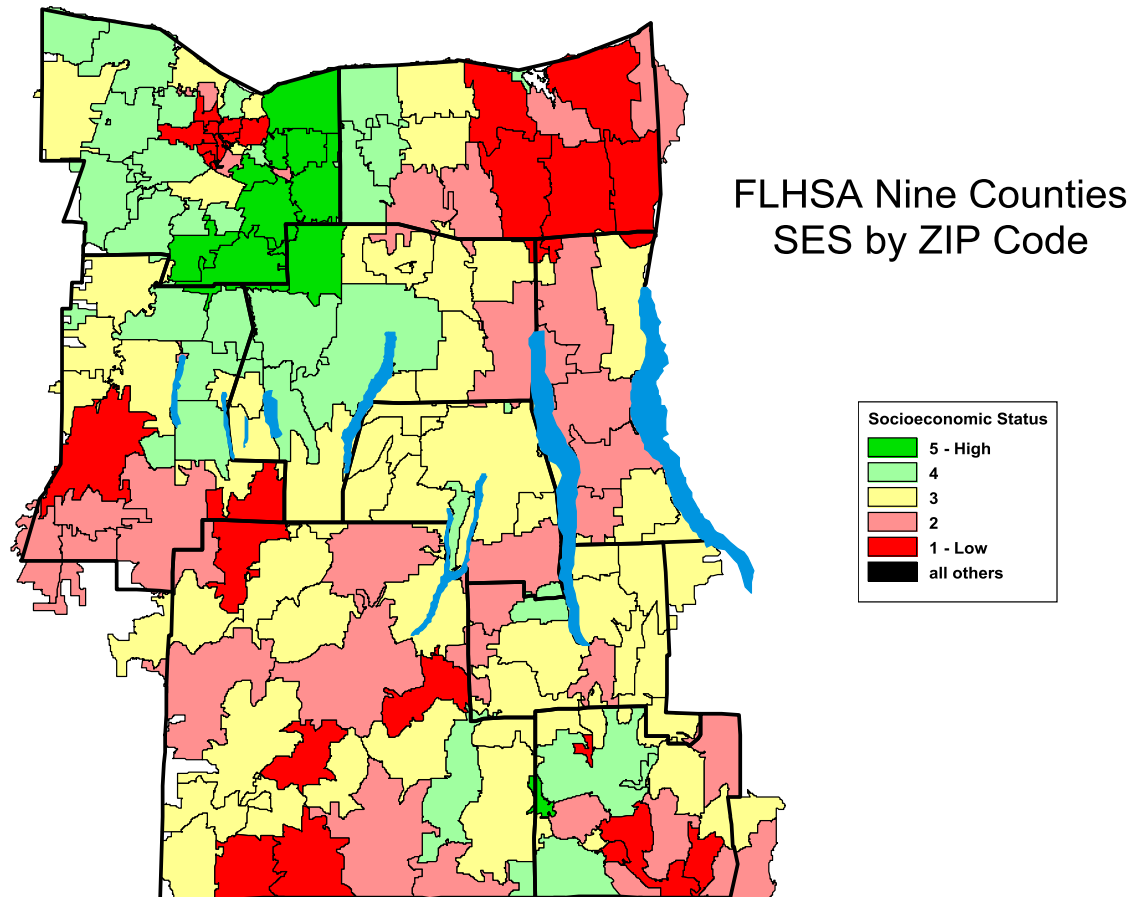 FLHSA Nine Counties
SES by ZIP Code
Socioeconomic Status
5 - High
4
3
2
1 - Low
all others